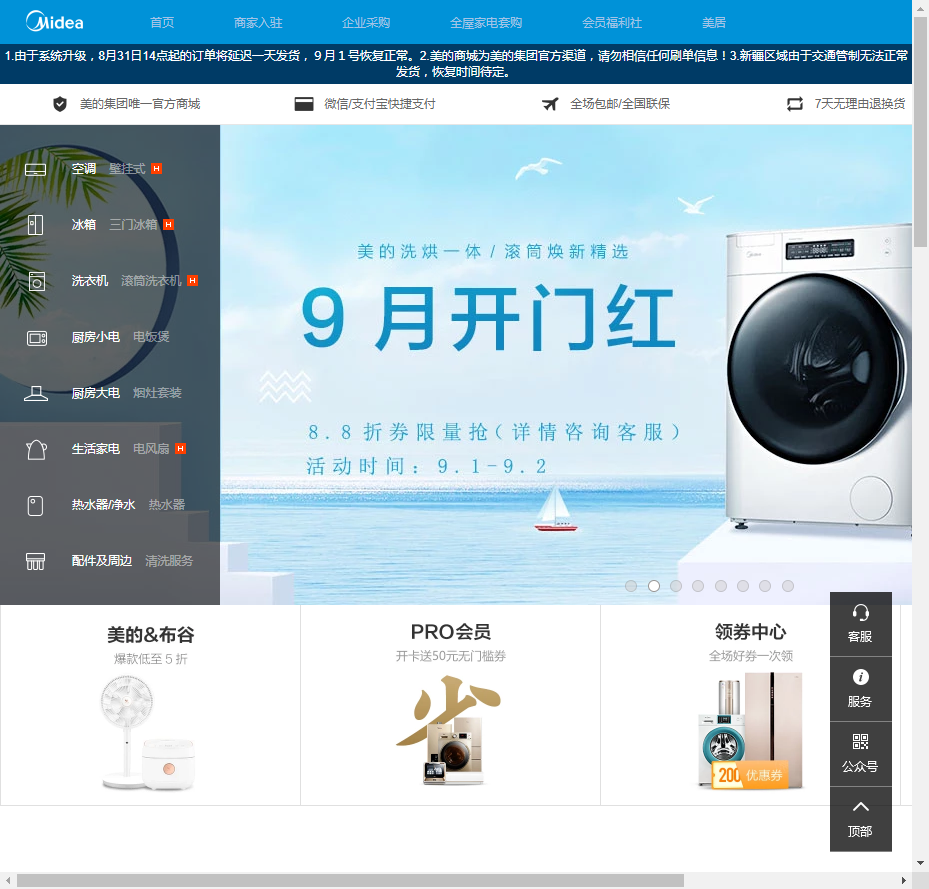 Midea 首页 商家入驻 企业采购 全屋家电套购 会员福利社 美居
1.由于系统升级，8月31日14点起的订单将延迟一天发货，９月１号恢复正常。2.美的商城为美的集团官方渠道，请勿相信任何刷单信息！3.新疆区域由于交通管制无法正常
发货，恢复时间待定。
美的集团唯一官方商城 微信/支付宝快捷支付 全场包邮/全国联保 7天无理由退换货
空调 壁挂式 H
冰箱 三门冰箱 H
洗衣机 滚筒洗衣机 H
厨房小电 电饭煲
厨房大电 烟灶套装
生活家电 电风扇 H
热水器/净水 热水器
配件及周边 清洗服务
美的洗烘一体 / 滚筒焕新精选
9 月开门红
8.8 折券限量抢（详情咨询客服）
活动时间：9.1-9.2
美的&布谷
爆款低至５折
PRO会员
开卡送50元无门槛券
少
领券中心
全场好券一次领
200 优惠券
客服
服务
公众号
顶部